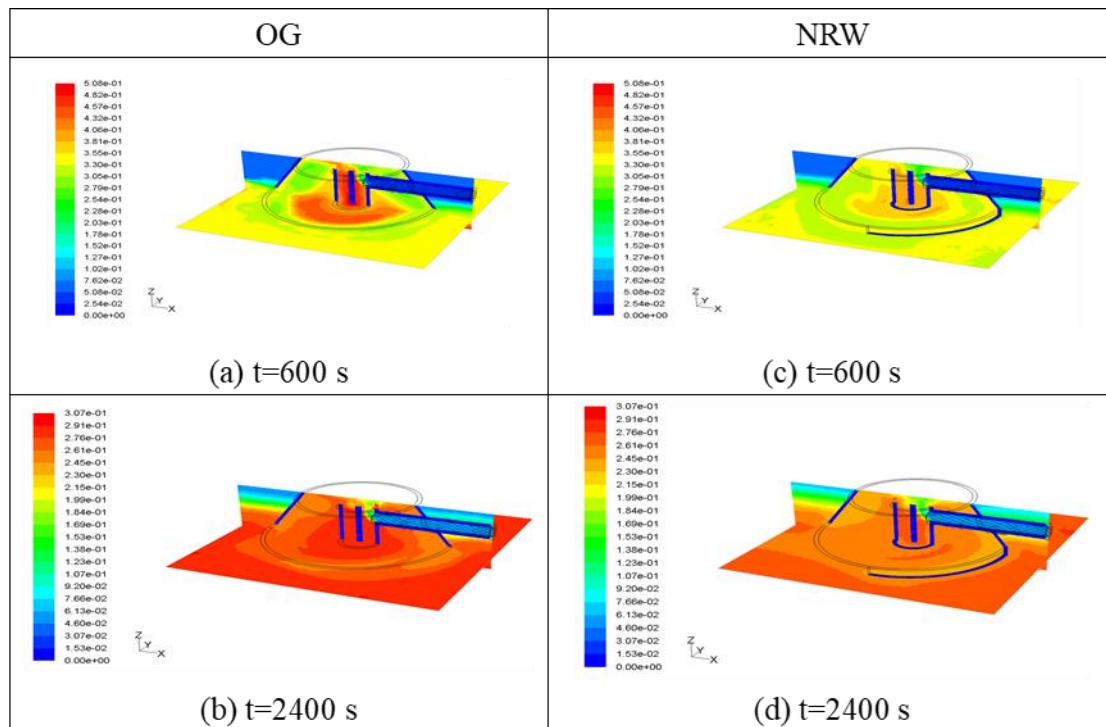 OG
NRW
5.08e-01
4.82e-01
4.57e-01
4.32e-01
4.06e-01
3.81e-01
3.55e-01
3.30e-01
3.05e-01
2.79e-01
2.54e-01
2.28e-01
2.03e-01
1.78e-01
1.52e-01
1.27e-01
1.02e-01
7.62e-02
5.08e-02
2.54e-02
0.00e+00
Z
Y
X
(a) t=600 s
5.08e-01
4.82e-01
4.57e-01
4.32e-01
4.06e-01
3.81e-01
3.55e-01
3.30e-01
3.05e-01
2.79e-01
2.54e-01
2.28e-01
2.03e-01
1.78e-01
1.52e-01
1.27e-01
1.02e-01
7.62e-02
5.08e-02
2.54e-02
0.00e+00
Z
Y
X
(c) t=600 s
3.07e-01
2.91e-01
2.76e-01
2.61e-01
2.45e-01
2.30e-01
2.15e-01
1.99e-01
1.84e-01
1.69e-01
1.53e-01
1.38e-01
1.23e-01
1.07e-01
9.20e-02
7.66e-02
6.13e-02
4.60e-02
3.07e-02
1.53e-02
0.00e+00
Z
Y
X
(b) t=2400 s
3.07e-01
2.91e-01
2.76e-01
2.61e-01
2.45e-01
2.30e-01
2.15e-01
1.99e-01
1.84e-01
1.69e-01
1.53e-01
1.38e-01
1.23e-01
1.07e-01
9.20e-02
7.66e-02
6.13e-02
4.60e-02
3.07e-02
1.53e-02
0.00e+00
Z
Y
X
(d) t=2400 s